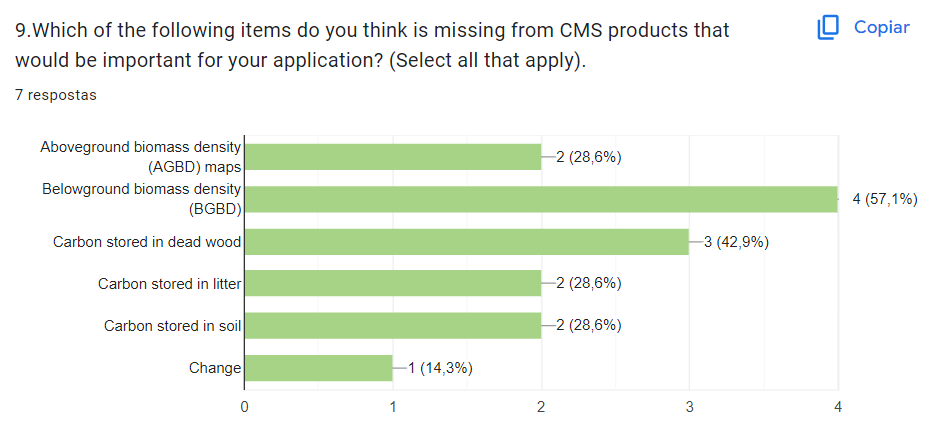 9.Which of the following items do you think is missing from CMS products that
would be important for your application? (Select all that apply).
Copiar
7 respostas
Aboveground biomass density
(AGBD) maps
2 (28,6%)
Belowground biomass density
(BGBD)
4 (57,1%)
Carbon stored in dead wood
3 (42,9%)
Carbon stored in litter
2 (28,6%)
Carbon stored in soil
2 (28,6%)
Change
1 (14,3%)
0 1 2 3 4